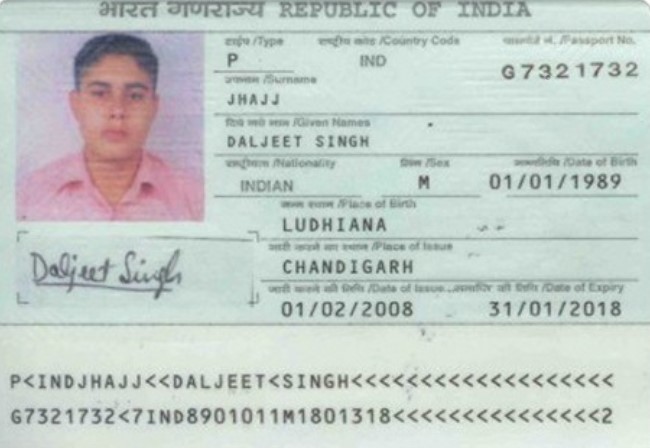 भारत गणराज्य REPUBLIC OF INDIA
टाईप /Type राष्ट्रीय कोड /Country Code पासपोर्ट नं. /Passport No.
P IND G7321732
उपनाम /Surname
JHAJJ
दिये गये नाम /Given Names
DALJEET SINGH
राष्ट्रीयता /Nationality लिंग /Sex जन्मतिथि /Date of Birth
INDIAN M 01/01/1989
जन्म स्थान /Place of Birth
LUDHIANA
जारी करने का स्थान /Place of Issue
CHANDIGARH
जारी करने की तिथि /Date of Issue समाप्ति की तिथि /Date of Expiry
01/02/2008 31/01/2018
Daljeet Singh
P<INDJHAJJ<<DALJEET<SINGH<<<<<<<<<<<<<<<<<<<
G7321732<7IND8901011M1801318<<<<<<<<<<<<<<2